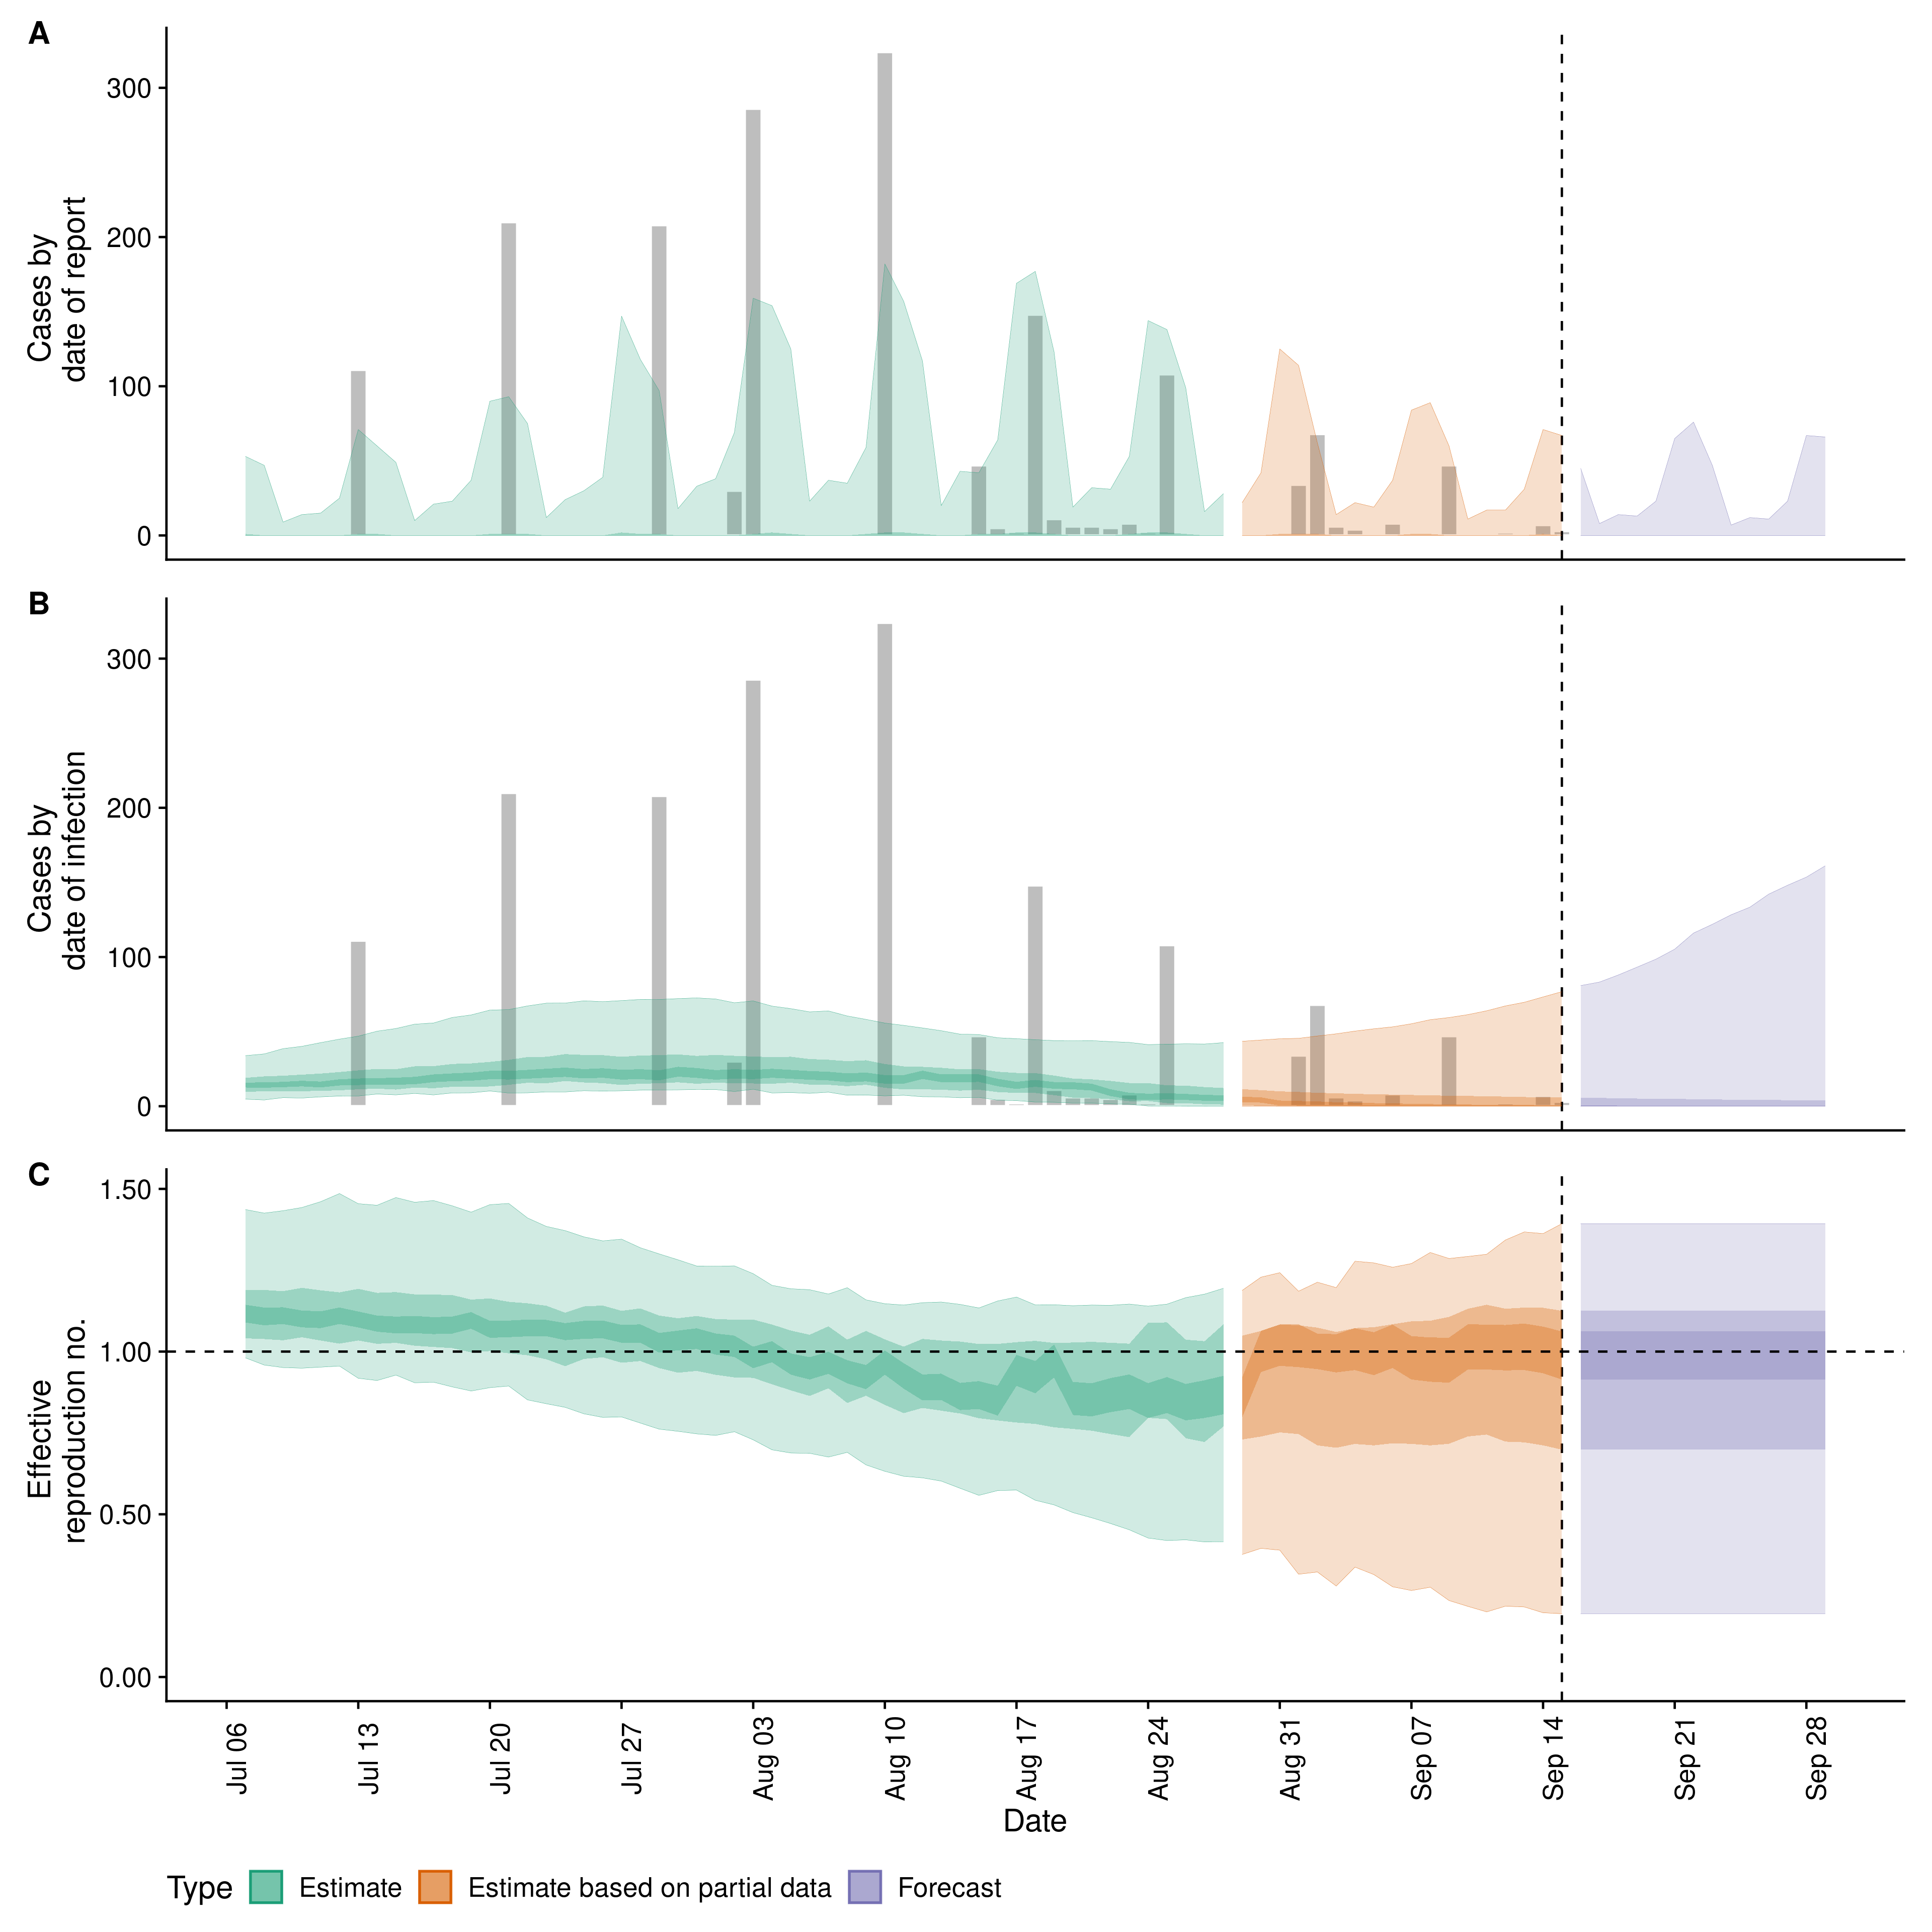 A
Cases by
date of report
300
200
100
0
B
Cases by
date of infection
300
200
100
0
C
Effective
reproduction no.
1.50
1.00
0.50
0.00
Jul 06
Jul 13
Jul 20
Jul 27
Aug 03
Aug 10
Aug 17
Aug 24
Aug 31
Sep 07
Sep 14
Sep 21
Sep 28
Date
Type Estimate Estimate based on partial data Forecast